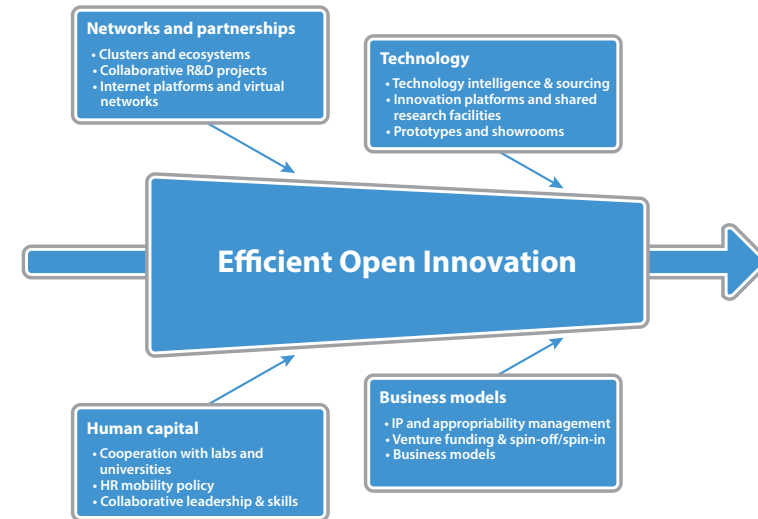 Networks and partnerships
• Clusters and ecosystems
• Collaborative R&D projects
• Internet platforms and virtual
networks
Technology
• Technology intelligence & sourcing
• Innovation platforms and shared
research facilities
• Prototypes and showrooms
Efficient Open Innovation
Human capital
• Cooperation with labs and
universities
• HR mobility policy
• Collaborative leadership & skills
Business models
• IP and appropriability management
• Venture funding & spin-off/spin-in
• Business models